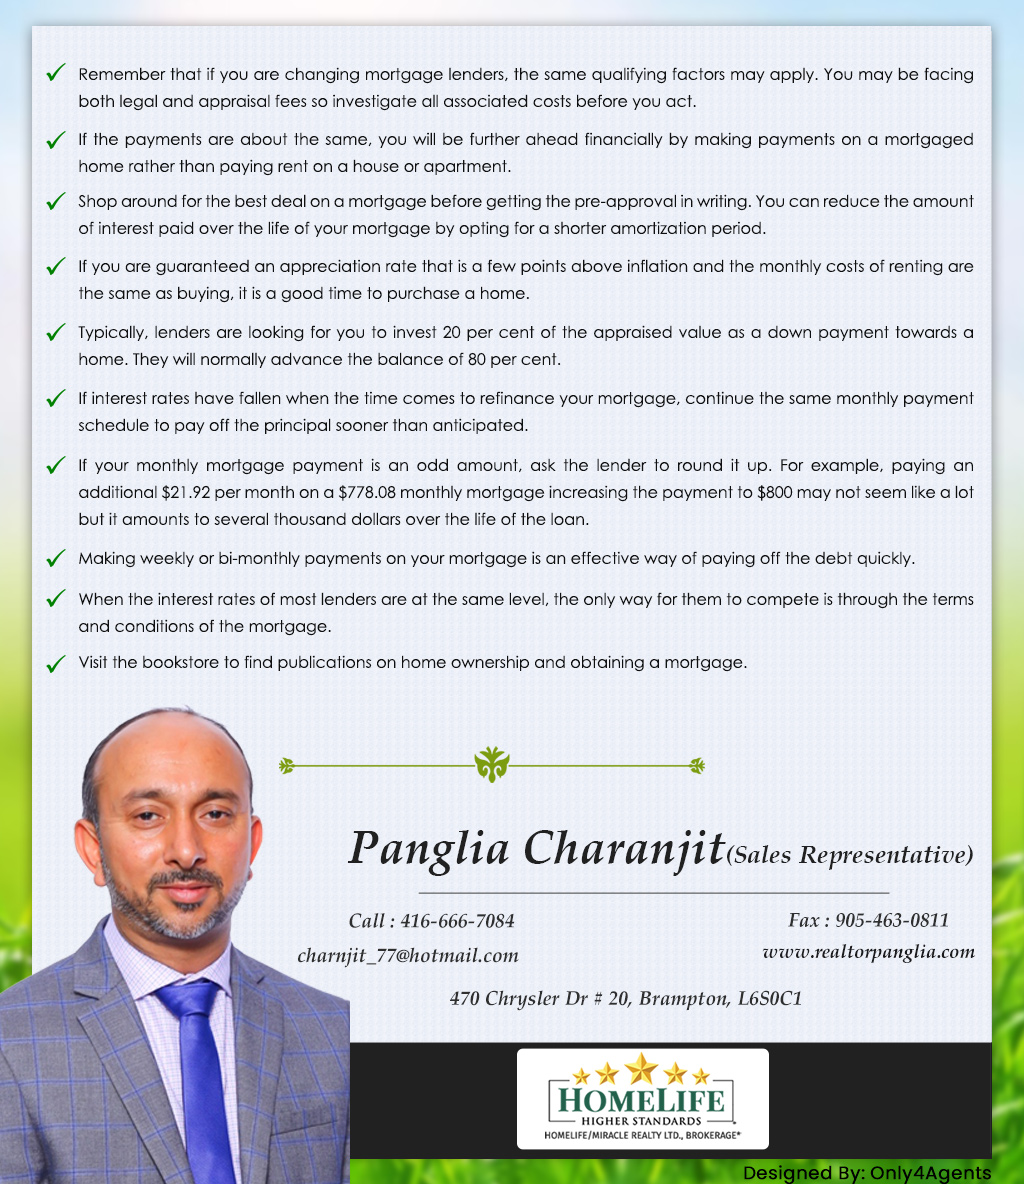 Remember that if you are changing mortgage lenders, the same qualifying factors may apply. You may be facing
both legal and appraisal fees so investigate all associated costs before you act.
If the payments are about the same, you will be further ahead financially by making payments on a mortgaged
home rather than paying rent on a house or apartment.
Shop around for the best deal on a mortgage before getting the pre-approval in writing. You can reduce the amount
of interest paid over the life of your mortgage by opting for a shorter amortization period.
If you are guaranteed an appreciation rate that is a few points above inflation and the monthly costs of renting are
the same as buying, it is a good time to purchase a home.
Typically, lenders are looking for you to invest 20 per cent of the appraised value as a down payment towards a
home. They will normally advance the balance of 80 per cent.
If interest rates have fallen when the time comes to refinance your mortgage, continue the same monthly payment
schedule to pay off the principal sooner than anticipated.
If your monthly mortgage payment is an odd amount, ask the lender to round it up. For example, paying an
additional $21.92 per month on a $778.08 monthly mortgage increasing the payment to $800 may not seem like a lot
but it amounts to several thousand dollars over the life of the loan.
Making weekly or bi-monthly payments on your mortgage is an effective way of paying off the debt quickly.
When the interest rates of most lenders are at the same level, the only way for them to compete is through the terms
and conditions of the mortgage.
Visit the bookstore to find publications on home ownership and obtaining a mortgage.
Panglia Charanjit(Sales Representative)
Call : 416-666-7084
Fax : 905-463-0811
charnjit_77@hotmail.com
www.realtorpanglia.com
470 Chrysler Dr # 20, Brampton, L6S0C1
HOMELIFE
HIGHER STANDARDS
HOMELIFE/MIRACLE REALTY LTD., BROKERAGE*
Designed By: Only4Agents